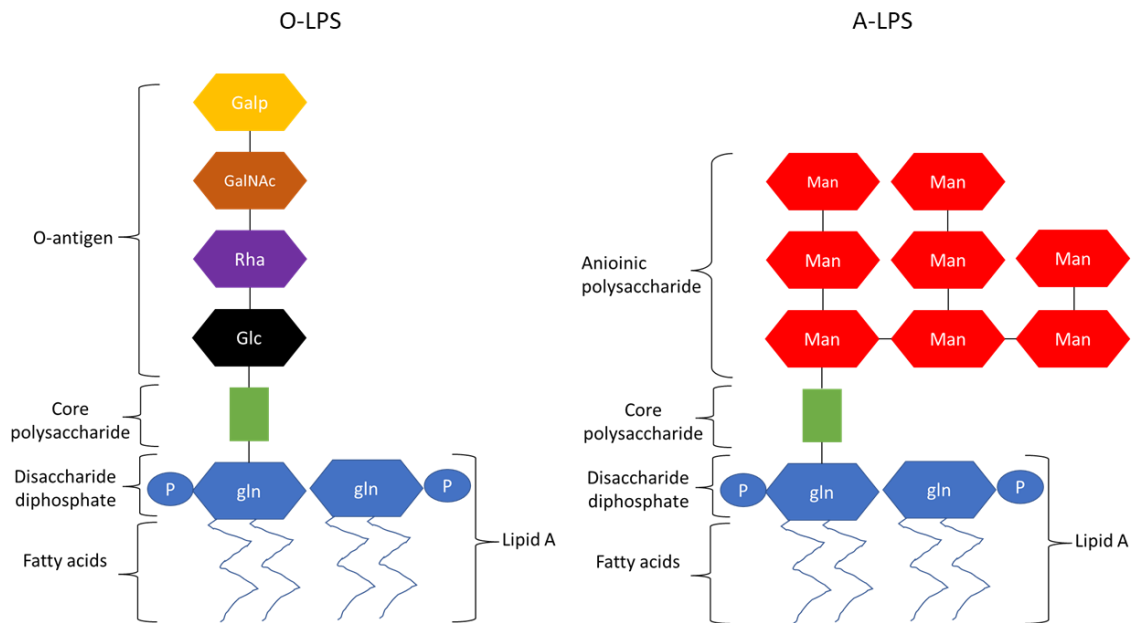 O-LPS
O-antigen
Galp
GalNAc
Rha
Glc
Core
polysaccharide
Disaccharide
diphosphate
P
gln
gln
P
Fatty acids
Lipid A
A-LPS
Anioinic
polysaccharide
Man
Man
Man
Man
Man
Man
Man
Man
Core
polysaccharide
Disaccharide
diphosphate
P
gln
gln
P
Fatty acids
Lipid A